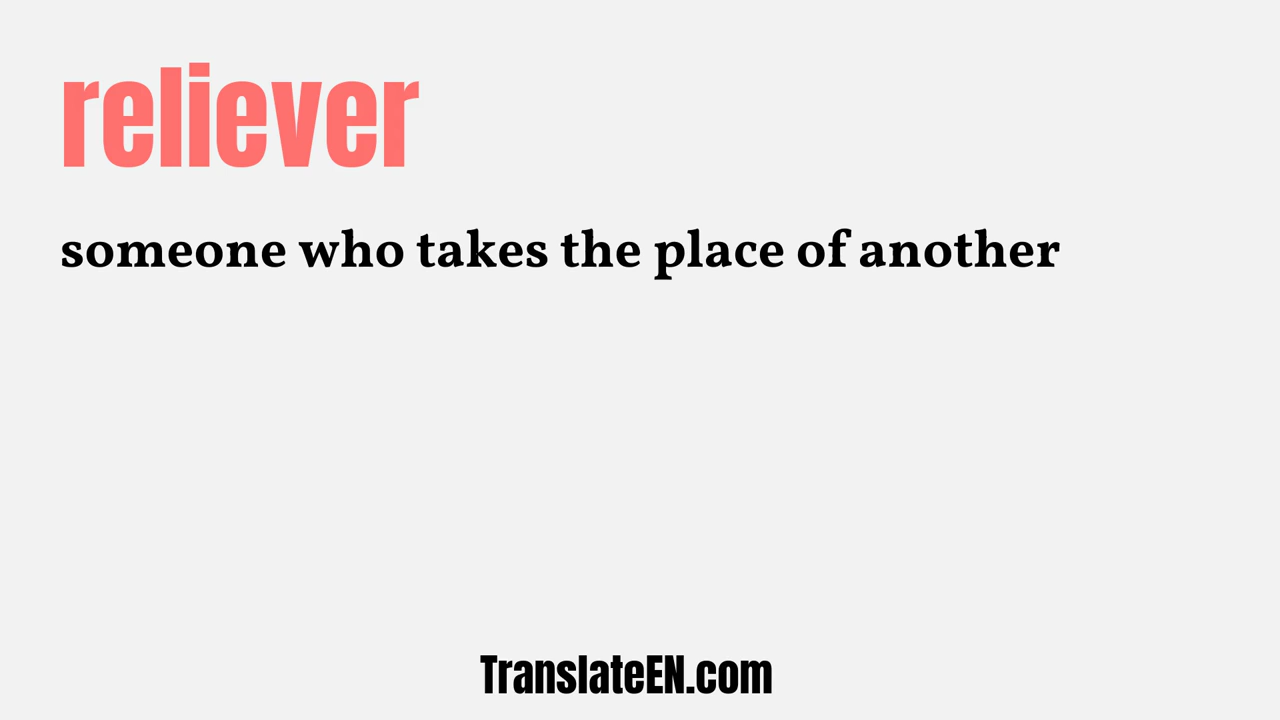 reliever
someone who takes the place of another
TranslateEN.com